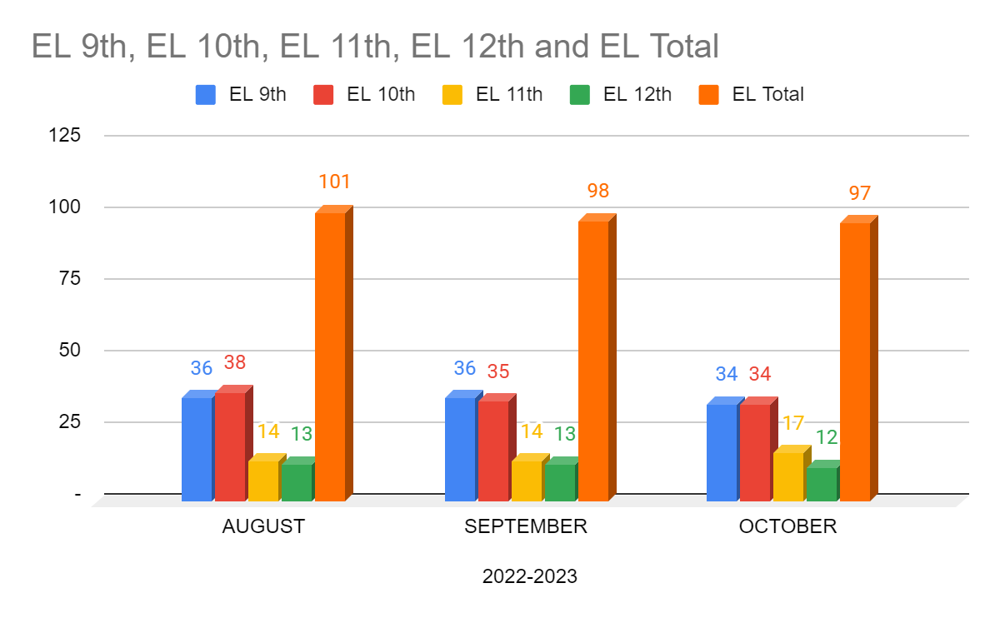 EL 9th, EL 10th, EL 11th, EL 12th and EL Total
EL 9th EL 10th EL 11th EL 12th EL Total
125
100
75
50
25
-
36 38 14 13 101
36 35 14 13 98
34 34 17 12 97
AUGUST SEPTEMBER OCTOBER
2022-2023